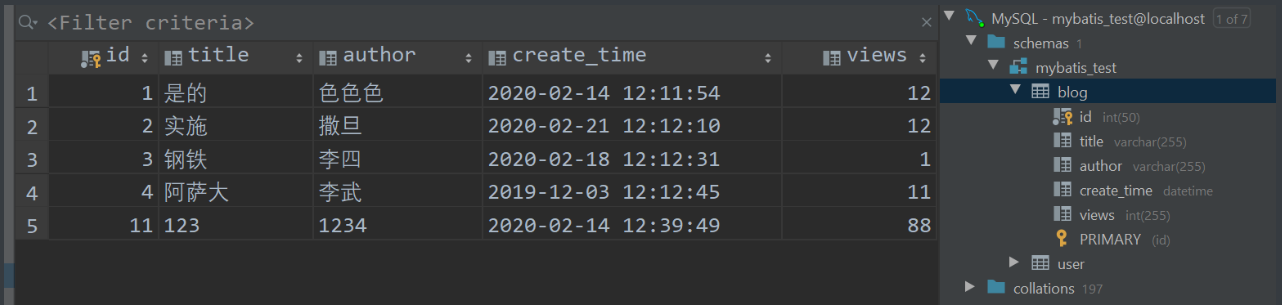 <Filter criteria>
id title author create_time views
1 1 是的 色色色 2020-02-14 12:11:54 12
2 2 实施 撒旦 2020-02-21 12:12:10 12
3 3 钢铁 李四 2020-02-18 12:12:31 1
4 4 阿萨大 李武 2019-12-03 12:12:45 11
5 11 123 1234 2020-02-14 12:39:49 88
MySQL - mybatis_test@localhost 1 of 7
schemas 1
mybatis_test
blog
id int(50)
title varchar(255)
author varchar(255)
create_time datetime
views int(255)
PRIMARY (id)
user
collations 197